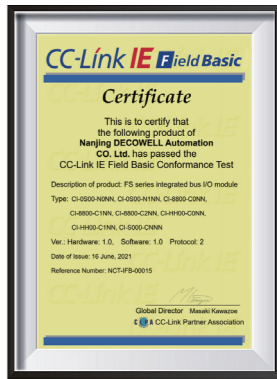 CC-Link IE Field Basic
Certificate
This is to certify that
the following product of
Nanjing DECOWELL Automation
CO. Ltd. has passed the
CC-Link IE Field Basic Conformance Test
Description of product: FS series integrated bus I/O module
Type: CI-0S00-N0NN, CI-0S00-N1NN, CI-8800-C0NN,
CI-8800-C1NN, CI-8800-C2NN, CI-HH00-C0NN,
CI-HH00-C1NN, CI-S000-CNNN
Ver.: Hardware: 1.0, Software: 1.0 Protocol: 2
Date of Issue: 16 June, 2021
Reference Number: NCT-IFB-00015
Global Director Masaki Kawazoe
CC-Link Partner Association